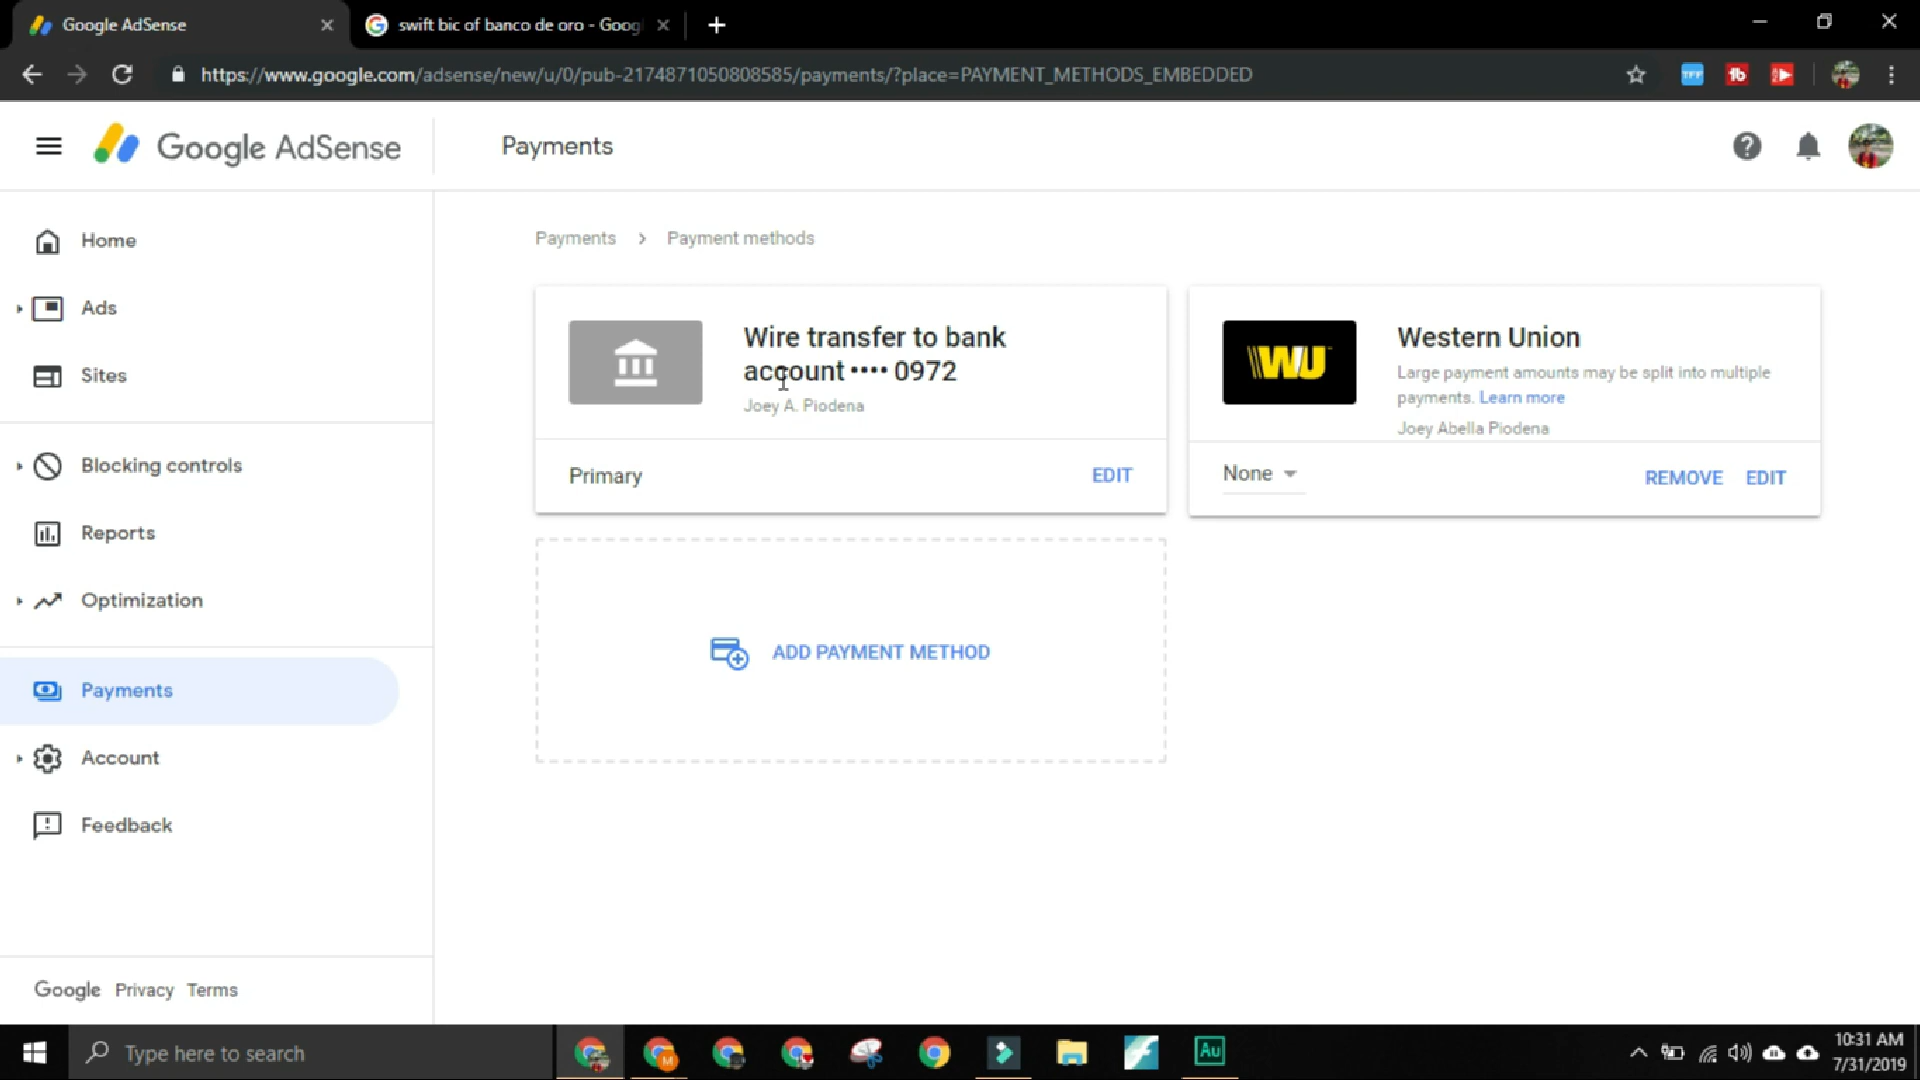 Google AdSense
swift bic of banco de oro - Goog
https://www.google.com/adsense/new/u/0/pub-2174871050808585/payments/?place=PAYMENT_METHODS_EMBEDDED
Google AdSense
Payments
Home
Ads
Sites
Blocking controls
Reports
Optimization
Payments
Account
Feedback
Google Privacy Terms
Payments > Payment methods
Wire transfer to bank
account •••• 0972
Joey A. Piodena
Primary
EDIT
WU
Western Union
Large payment amounts may be split into multiple
payments. Learn more
Joey Abella Piodena
None
REMOVE EDIT
ADD PAYMENT METHOD
Type here to search
Au
10:31 AM
7/31/2019